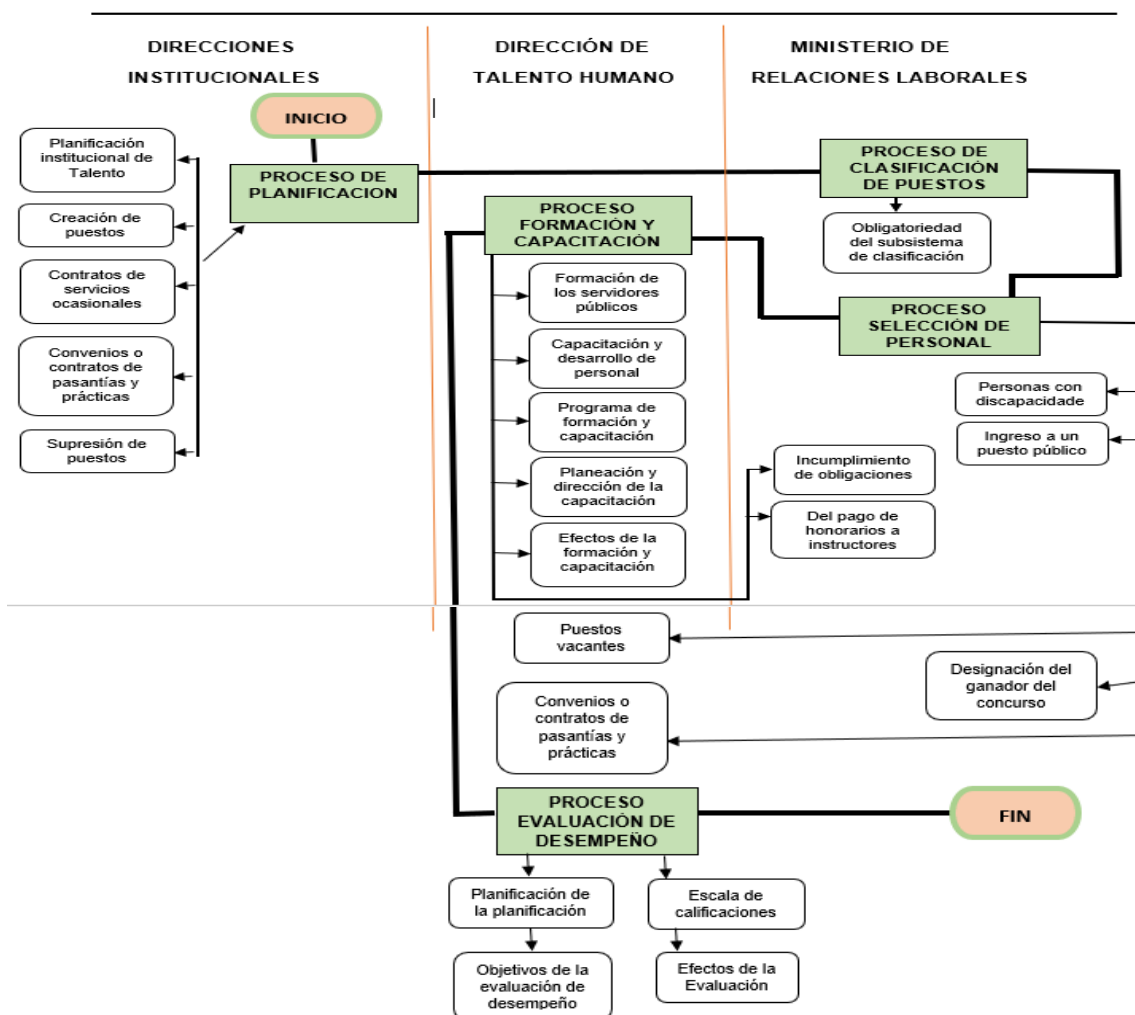 DIRECCIONES
INSTITUCIONALES
DIRECCIÓN DE
TALENTO HUMANO
MINISTERIO DE
RELACIONES LABORALES
INICIO
Planificación
institucional de
Talento
Creación de
puestos
Contratos de
servicios
ocasionales
Convenios o
contratos de
pasantías y
prácticas
Supresión de
puestos
PROCESO DE
PLANIFICACION
PROCESO
FORMACIÓN Y
CAPACITACIÓN
Formación de
los servidores
públicos
Capacitación y
desarrollo de
personal
Programa de
formación y
capacitación
Planeación y
dirección de la
capacitación
Efectos de la
formación y
capacitación
PROCESO DE
CLASIFICACIÓN
DE PUESTOS
Obligatoriedad
del subsistema
de clasificación
PROCESO
SELECCIÓN DE
PERSONAL
Personas con
discapacidade
Ingreso a un
puesto público
Incumplimiento
de obligaciones
Del pago de
honorarios a
instructores
Puestos
vacantes
Designación del
ganador del
concurso
Convenios o
contratos de
pasantías y
prácticas
PROCESO
EVALUACIÓN DE
DESEMPEÑO
FIN
Planificación de
la planificación
Escala de
calificaciones
Objetivos de la
evaluación de
desempeño
Efectos de la
Evaluación